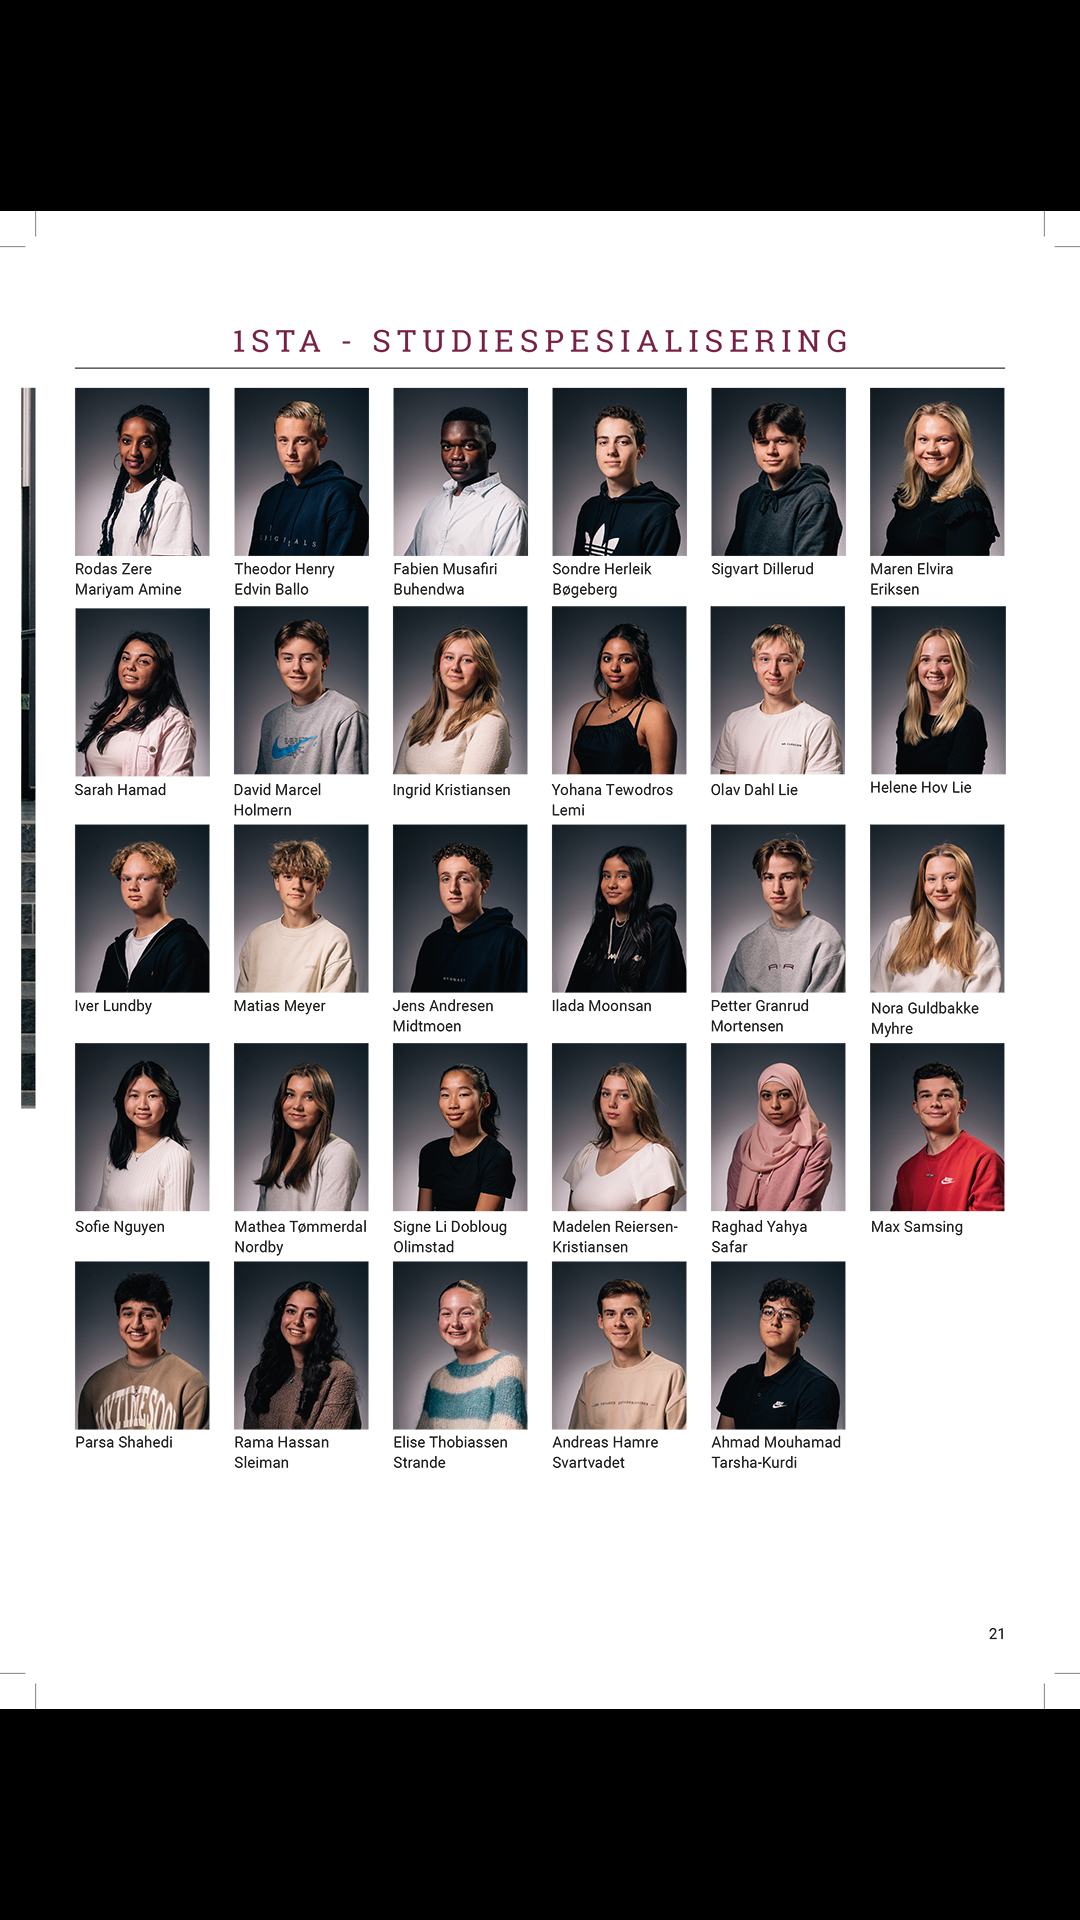 1STA - STUDIESPESIALISERING
Rodas Zere
Mariyam Amine
Theodor Henry
Edvin Ballo
Fabien Musafiri
Buhendwa
Sondre Herleik
Bøgeberg
Sigvart Dillerud
Maren Elvira
Eriksen
Sarah Hamad
David Marcel
Holmern
Ingrid Kristiansen
Yohana Tewodros
Lemi
Olav Dahl Lie
Helene Hov Lie
Iver Lundby
Matias Meyer
Jens Andresen
Midtmoen
Ilada Moonsan
Petter Granrud
Mortensen
Nora Guldbakke
Myhre
Sofie Nguyen
Mathea Tømmerdal
Nordby
Signe Li Dobloug
Olimstad
Madelen Reiersen-
Kristiansen
Raghad Yahya
Safar
Max Samsing
Parsa Shahedi
Rama Hassan
Sleiman
Elise Thobiassen
Strande
Andreas Hamre
Svartvadet
Ahmad Mouhamad
Tarsha-Kurdi
21